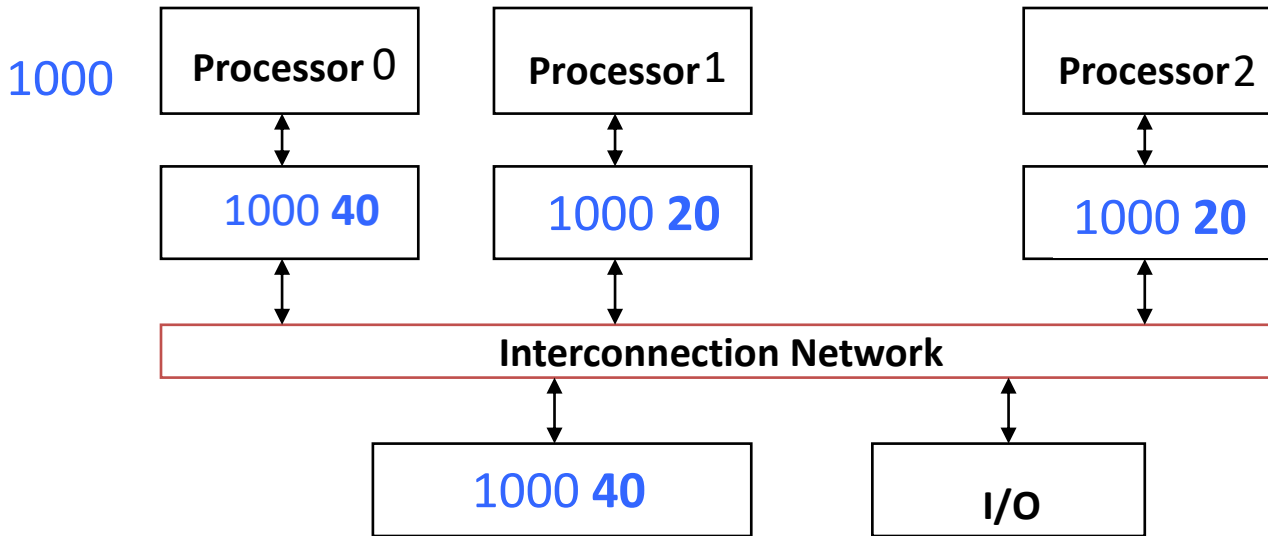 1000
Processor 0
Processor 1
Processor 2
1000 40
1000 20
1000 20
Interconnection Network
1000 40
I/O